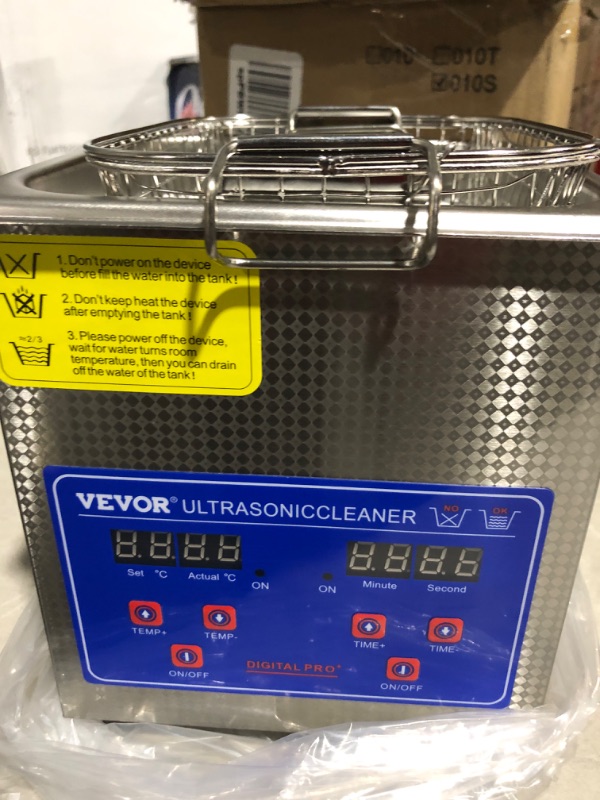 010 010T
010S
1. Don't power on the device
before fill the water into the tank!
2. Don't keep heat the device
after emptying the tank!
≈2/3
3. Please power off the device,
wait for water turns room
temperature, then you can drain
off the water of the tank!
VEVOR® ULTRASONICCLEANER
NO OK
Set °C Actual °C ON ON Minute Second
TEMP+ TEMP- TIME+ TIME-
ON/OFF DIGITAL PRO+ ON/OFF